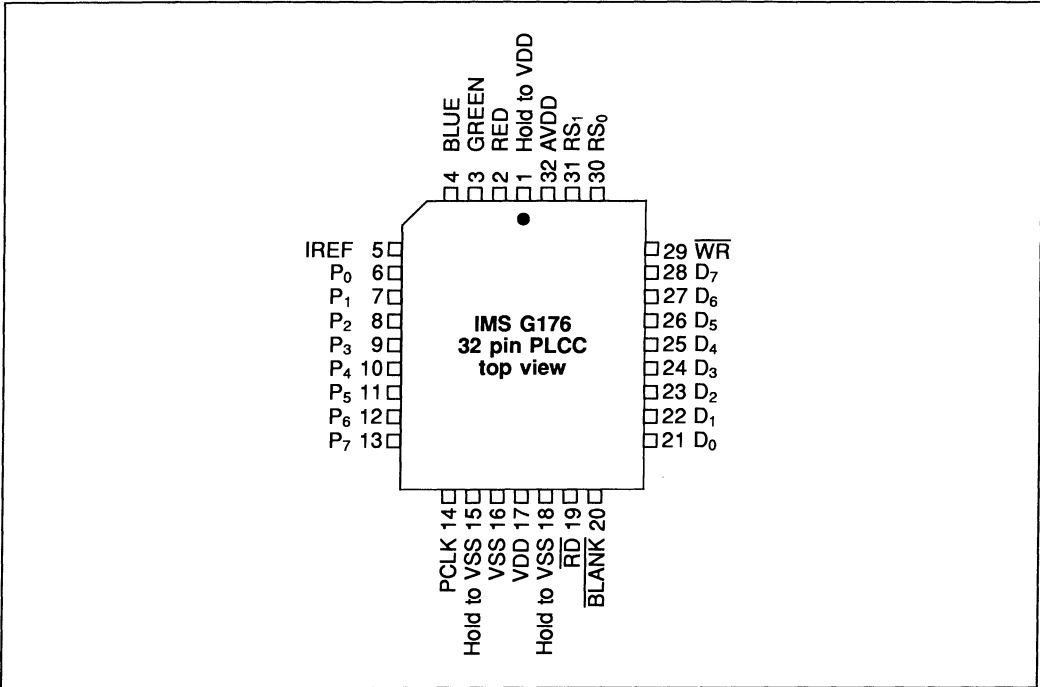 4 BLUE
3 GREEN
2 RED
1 Hold to VDD
32 AVDD
31 RS₁
30 RS₀
IREF 5
P₀ 6
P₁ 7
P₂ 8
P₃ 9
P₄ 10
P₅ 11
P₆ 12
P₇ 13
IMS G176
32 pin PLCC
top view
29 W̅R̅
28 D₇
27 D₆
26 D₅
25 D₄
24 D₃
23 D₂
22 D₁
21 D₀
PCLK 14
Hold to VSS 15
VSS 16
VDD 17
Hold to VSS 18
R̅D̅ 19
B̅L̅A̅N̅K̅ 20